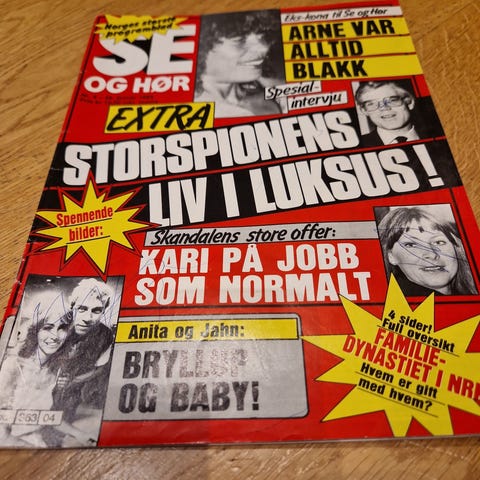 Norges største
programblad
SE
OG HØR
Eks-kona til Se og Hør
ARNE VAR
ALLTID
BLAKK
Spesial-
intervju
EXTRA
STORSPIONENS
LIV I LUKSUS!
Spennende
bilder:
Skandalens store offer:
KARI PÅ JOBB
SOM NORMALT
Anita og Jahn:
BRYLLUP
OG BABY!
4 sider!
Full oversikt
FAMILIE-
DYNASTIET I NRK
Hvem er gift
med hvem?